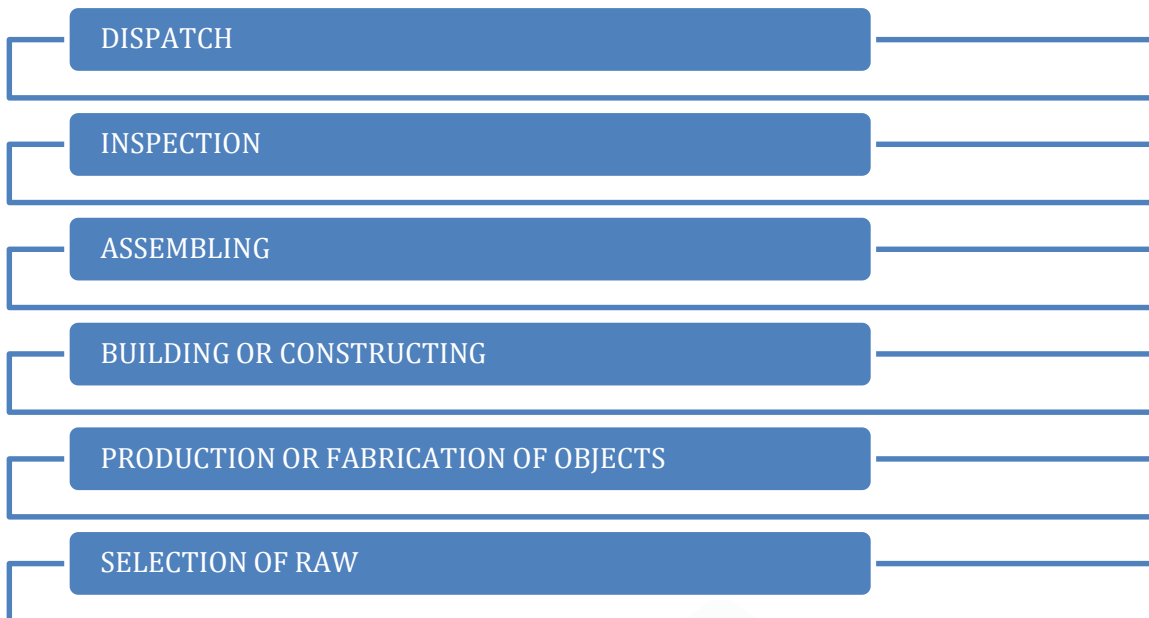 DISPATCH
INSPECTION
ASSEMBLING
BUILDING OR CONSTRUCTING
PRODUCTION OR FABRICATION OF OBJECTS
SELECTION OF RAW